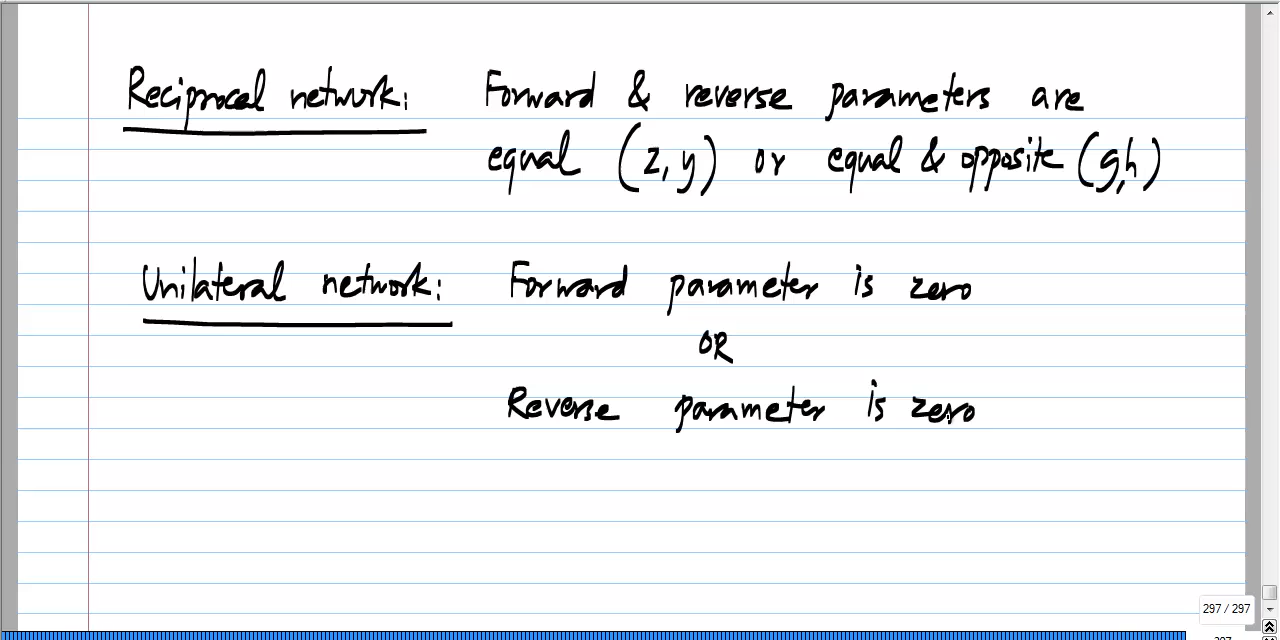 Reciprocal network: Forward & reverse parameters are
equal (z, y) or equal & opposite (g,h)
Unilateral network: Forward parameter is zero
OR
Reverse parameter is zero
297 / 297